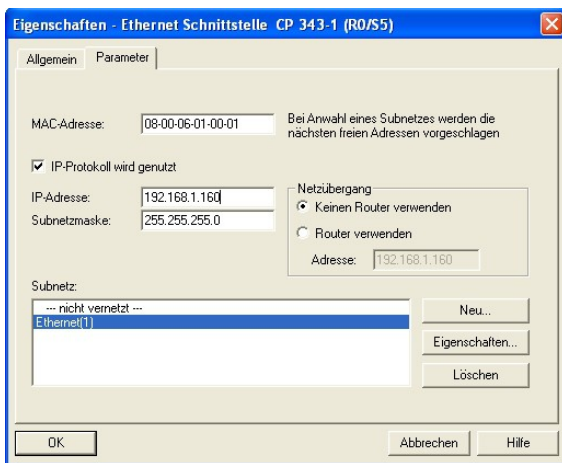 Eigenschaften - Ethernet Schnittstelle CP 343-1 (R0/S5)
Allgemein
Parameter
MAC-Adresse:
08-00-06-01-00-01
Bei Anwahl eines Subnetzes werden die
nächsten freien Adressen vorgeschlagen
IP-Protokoll wird genutzt
IP-Adresse:
192.168.1.160
Subnetzmaske:
255.255.255.0
Netzübergang
Keinen Router verwenden
Router verwenden
Adresse:
192.168.1.160
Subnetz:
--- nicht vernetzt ---
Ethernet(1)
Neu...
Eigenschaften...
Löschen
OK
Abbrechen
Hilfe